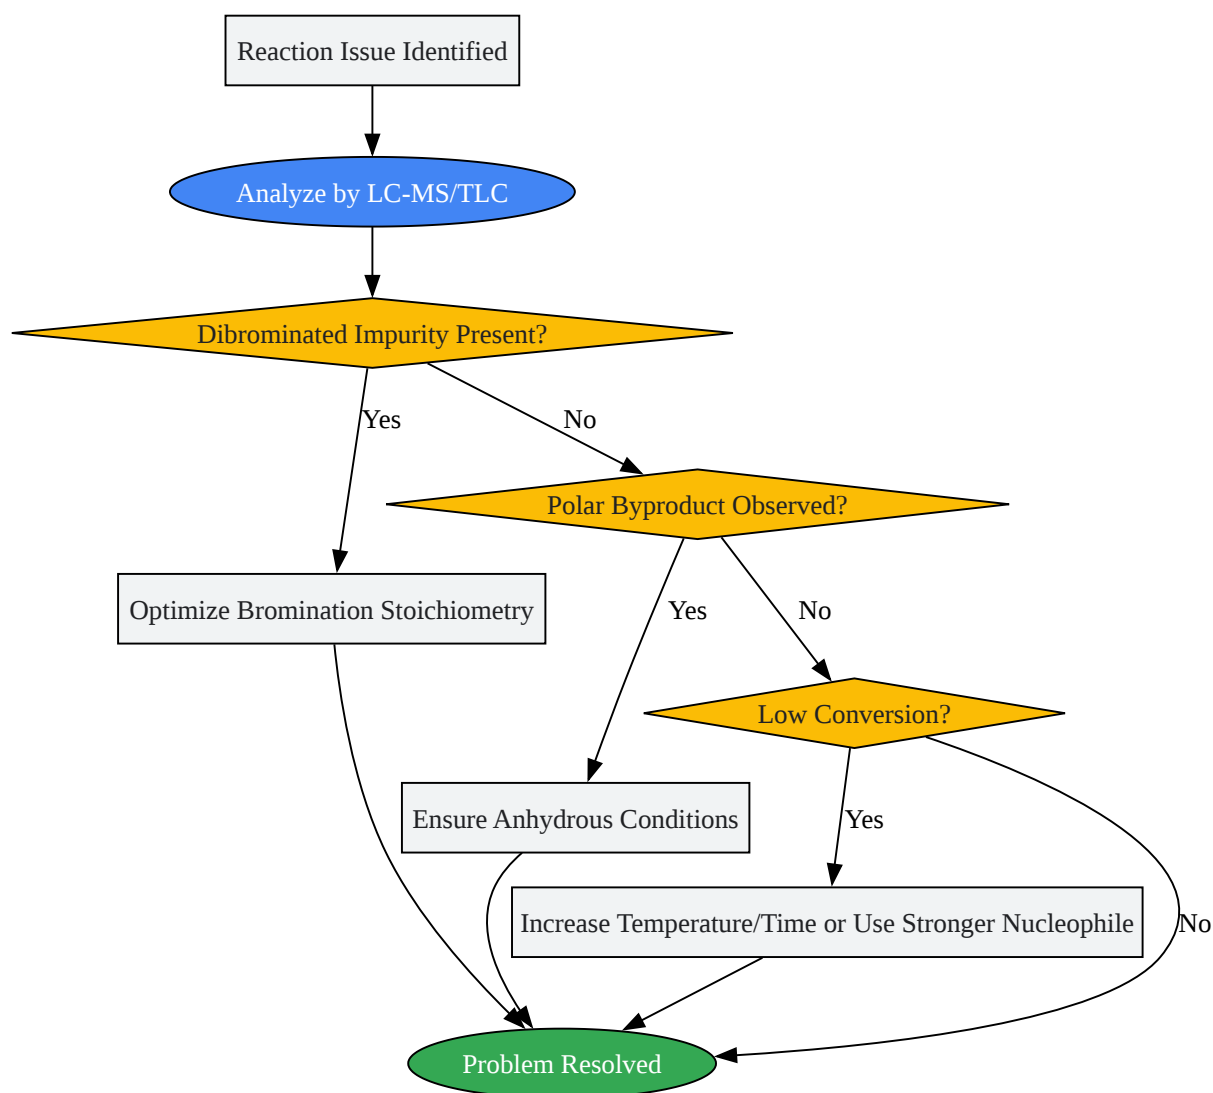 Reaction Issue Identified
Analyze by LC-MS/TLC
Dibrominated Impurity Present?
Yes
No
Polar Byproduct Observed?
Optimize Bromination Stoichiometry
Yes
No
Low Conversion?
Ensure Anhydrous Conditions
Yes
Increase Temperature/Time or Use Stronger Nucleophile
No
Problem Resolved